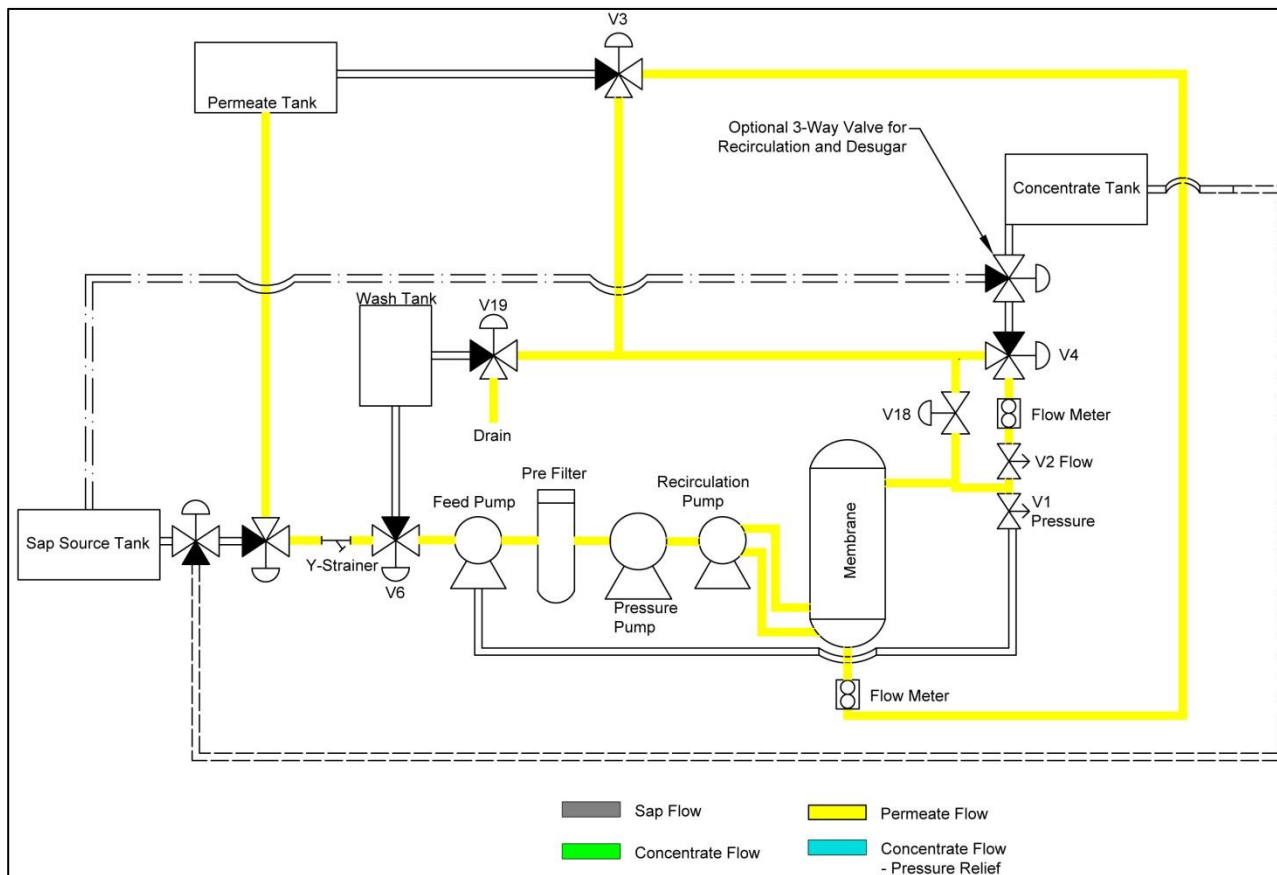 V3
Permeate Tank
Optional 3-Way Valve for
Recirculation and Desugar
Concentrate Tank
Wash Tank
V19
V4
Drain
V18
Flow Meter
V2 Flow
Pre Filter
Recirculation
Pump
Feed Pump
V1
Pressure
Sap Source Tank
Y-Strainer
V6
Pressure
Pump
Membrane
Flow Meter
Sap Flow
Permeate Flow
Concentrate Flow
Concentrate Flow
- Pressure Relief